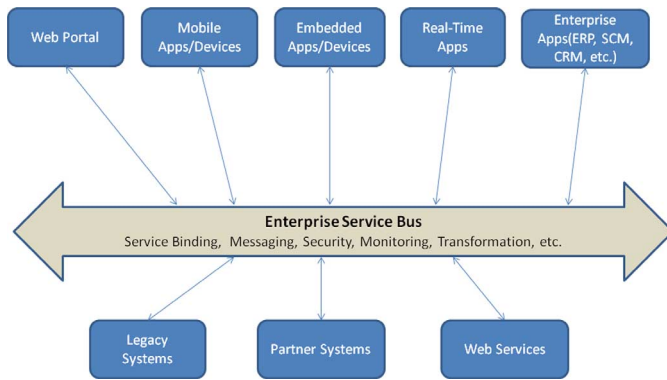 Web Portal
Mobile
Apps/Devices
Embedded
Apps/Devices
Real-Time
Apps
Enterprise
Apps(ERP, SCM,
CRM, etc.)
Enterprise Service Bus
Service Binding, Messaging, Security, Monitoring, Transformation, etc.
Legacy
Systems
Partner Systems
Web Services